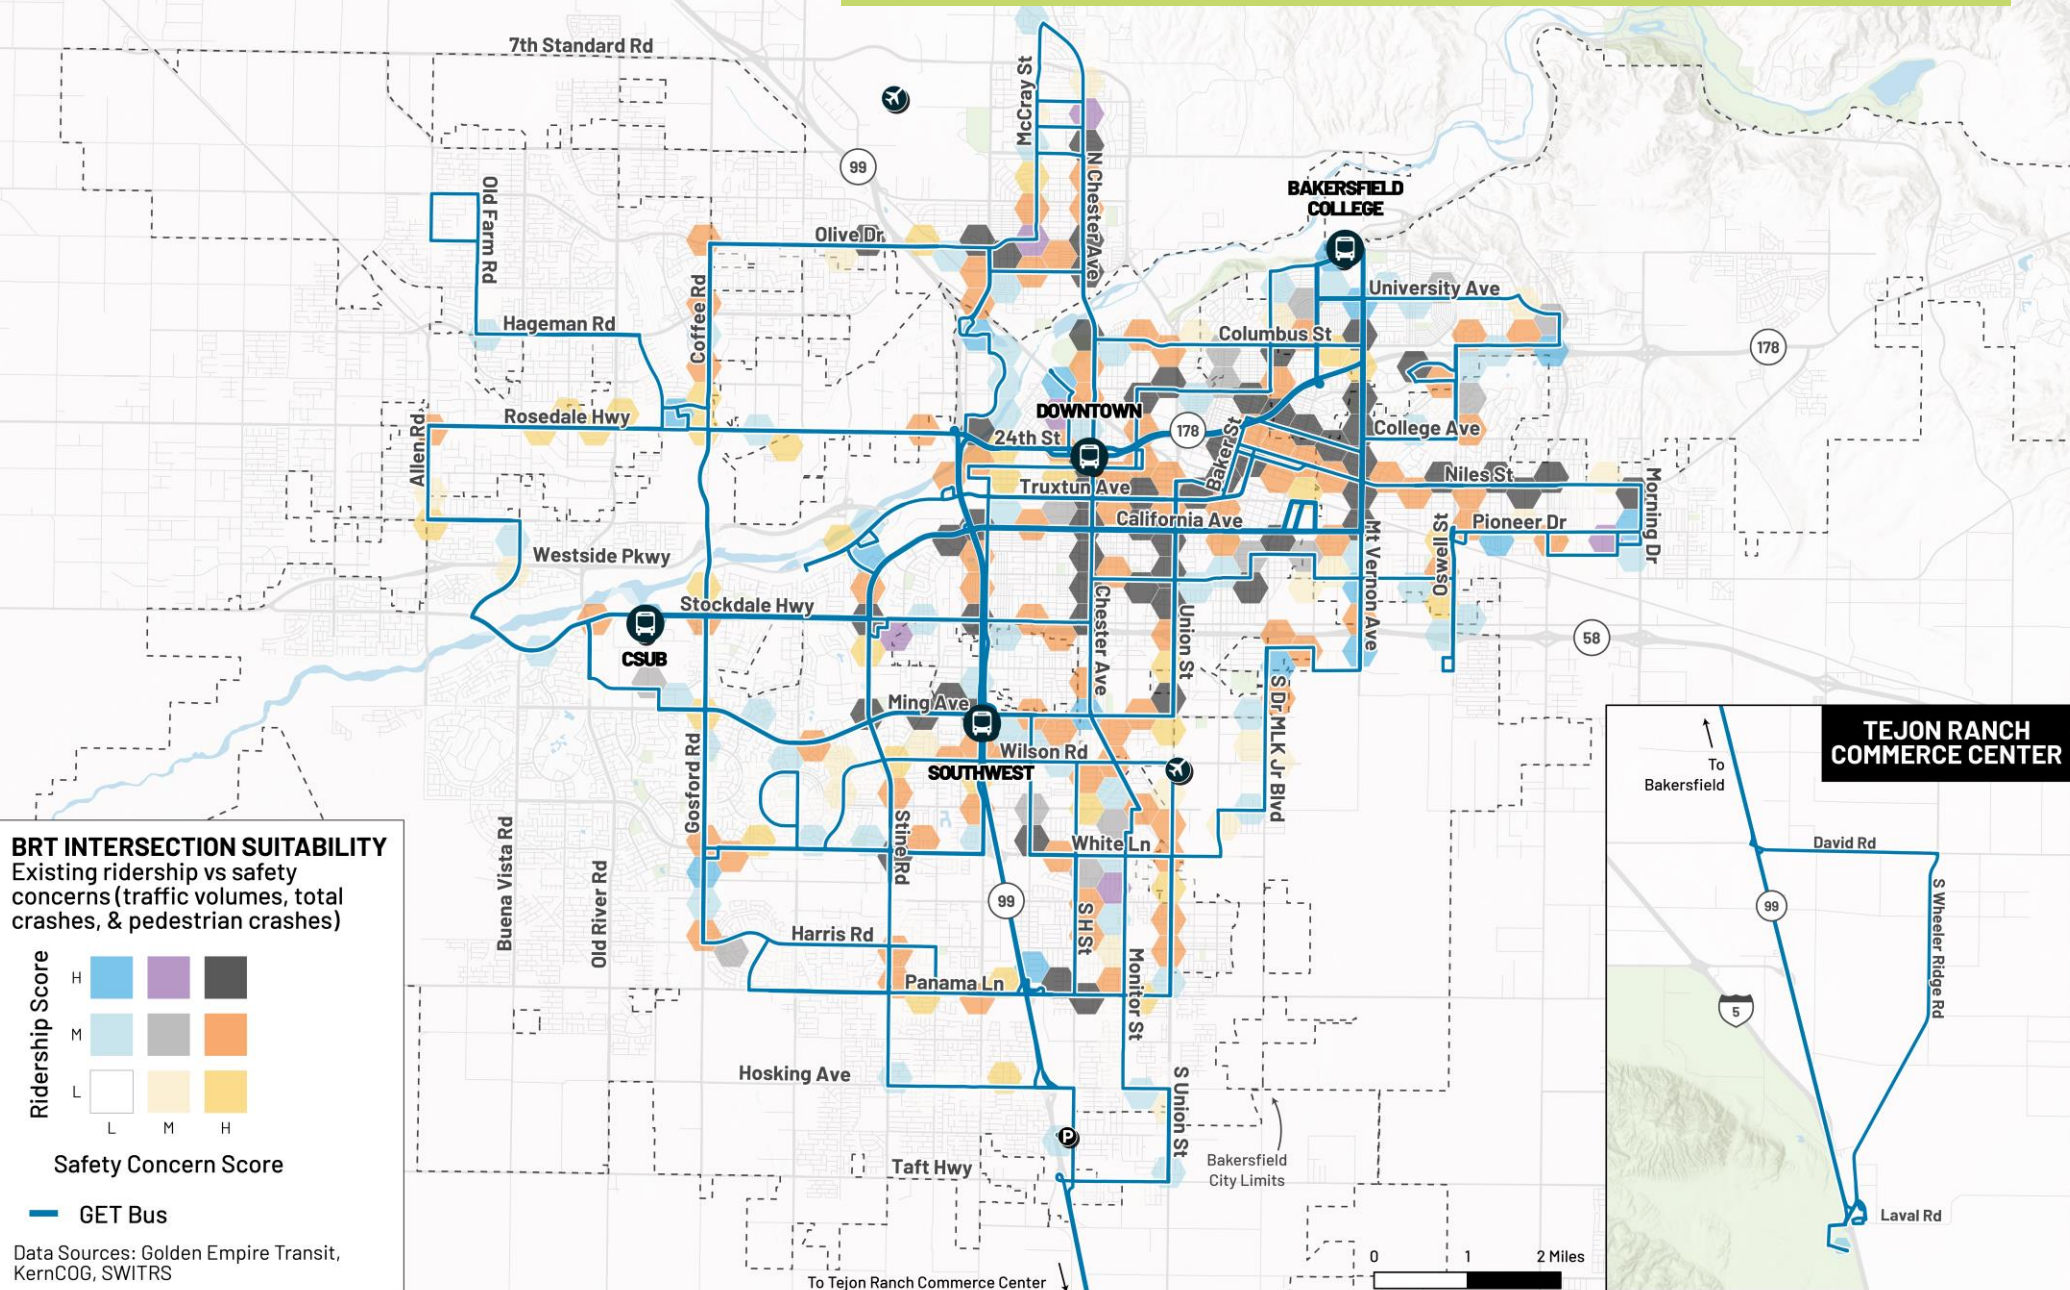 7th Standard Rd
McCray St
99
N Chester Ave
BAKERSFIELD
COLLEGE
Old Farm Rd
Olive Dr
University Ave
Coffee Rd
Hageman Rd
Columbus St
178
Allen Rd
Rosedale Hwy
DOWNTOWN
24th St
178
Baker St
College Ave
Truxtun Ave
Niles St
Morning Dr
California Ave
Mt Vernon Ave
Oswell St
Pioneer Dr
Westside Pkwy
Stockdale Hwy
Chester Ave
Union St
58
CSUB
Ming Ave
S Dr MLK Jr Blvd
Gosford Rd
Wilson Rd
SOUTHWEST
Stine Rd
White Ln
Buena Vista Rd
Old River Rd
99
S H St
Harris Rd
Monitor St
Panama Ln
Hosking Ave
S Union St
P
Taft Hwy
Bakersfield
City Limits
To Tejon Ranch Commerce Center
0 1 2 Miles
BRT INTERSECTION SUITABILITY
Existing ridership vs safety
concerns (traffic volumes, total
crashes, & pedestrian crashes)
Ridership Score
H
M
L
L M H
Safety Concern Score
GET Bus
Data Sources: Golden Empire Transit,
KernCOG, SWITRS
TEJON RANCH
COMMERCE CENTER
To
Bakersfield
David Rd
99
S Wheeler Ridge Rd
5
Laval Rd